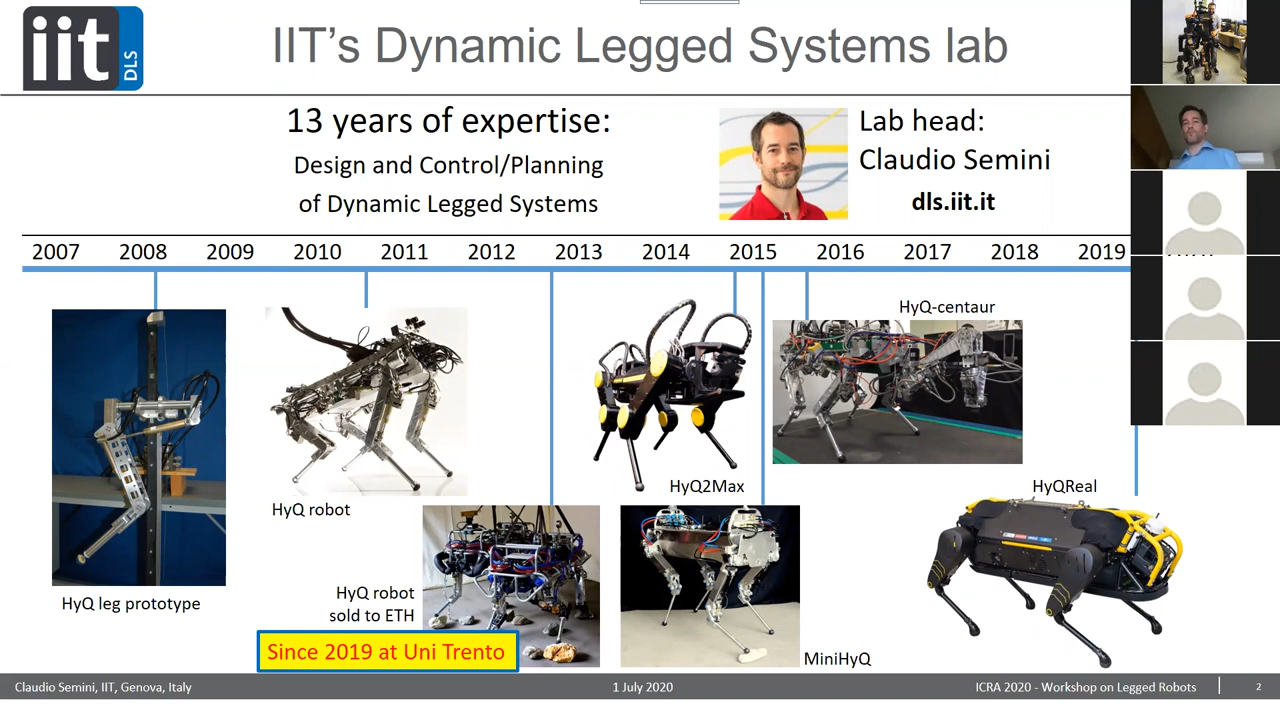 iit
DLS
IIT's Dynamic Legged Systems lab
13 years of expertise:
Design and Control/Planning
of Dynamic Legged Systems
Lab head:
Claudio Semini
dls.iit.it
2007 2008 2009 2010 2011 2012 2013 2014 2015 2016 2017 2018 2019
HyQ-centaur
HyQ2Max
HyQReal
HyQ robot
HyQ leg prototype
HyQ robot
sold to ETH
Since 2019 at Uni Trento
MiniHyQ
Claudio Semini, IIT, Genova, Italy
1 July 2020
ICRA 2020 - Workshop on Legged Robots
2